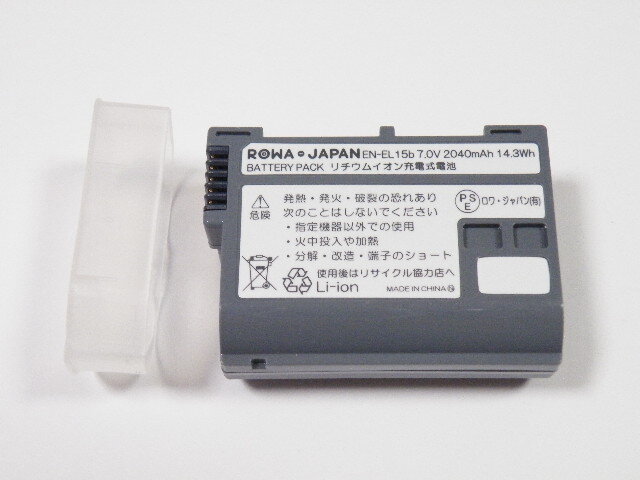 ROWA・JAPAN EN-EL15b 7.0V 2040mAh 14.3Wh
BATTERY PACK リチウムイオン充電式電池
危険
発熱・発火・破裂の恐れあり
次のことはしないでください
・指定機器以外での使用
・火中投入や加熱
・分解・改造・端子のショート
使用後はリサイクル協力店へ
Li-ion
MADE IN CHINA
PSE
ロワ・ジャパン(有)